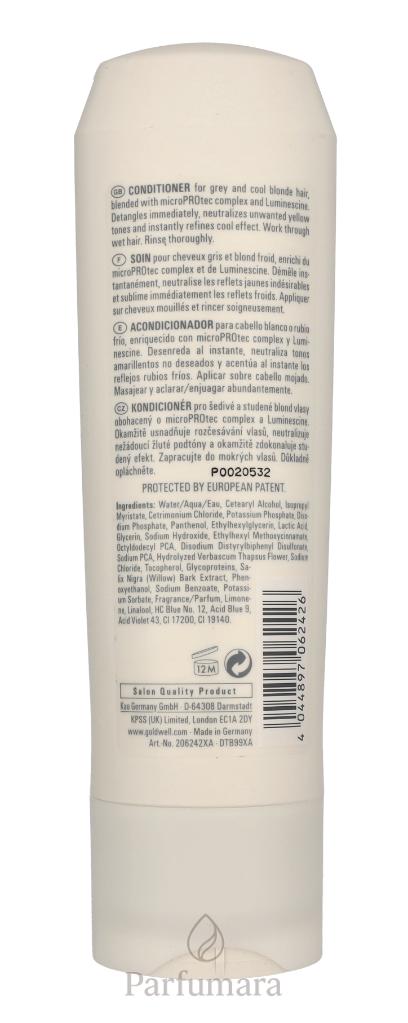 GB CONDITIONER for grey and cool blonde hair,
blended with microPROtec complex and Luminescine.
Detangles immediately, neutralizes unwanted yellow
tones and instantly refines cool effect. Work through
wet hair. Rinse thoroughly.
F SOIN pour cheveux gris et blond froid, enrichi du
microPROtec complex et de Luminescine. Démêle ins-
tantanément, neutralise les reflets jaunes indésirables
et sublime immédiatement les reflets froids. Appliquer
sur cheveux mouillés et rincer soigneusement.
E ACONDICIONADOR para cabello blanco o rubio
frío, enriquecido con microPROtec complex y Lumi-
nescine. Desenreda al instante, neutraliza tonos
amarillentos no deseados y acentúa al instante los
reflejos rubios fríos. Aplicar sobre cabello mojado.
Masajear y aclarar/enjuagar abundantemente.
CZ KONDICIONÉR pro šedivé a studené blond vlasy
obohacený o microPROtec complex a Luminescine.
Okamžitě usnadňuje rozčesávání vlasů, neutralizuje
nežádoucí žluté podtóny a okamžitě zdokonaluje stu-
dený efekt. Zapracujte do mokrých vlasů. Důkladně
opláchněte.
P0020532
PROTECTED BY EUROPEAN PATENT.
Ingredients: Water/Aqua/Eau, Cetearyl Alcohol, Isopropyl
Myristate, Cetrimonium Chloride, Potassium Phosphate, Diso-
dium Phosphate, Panthenol, Ethylhexylglycerin, Lactic Acid,
Glycerin, Sodium Hydroxide, Ethylhexyl Methoxycinnamate,
Octyldodecyl PCA, Disodium Distyrylbiphenyl Disulfonate,
Sodium PCA, Hydrolyzed Verbascum Thapsus Flower, Sodium
Chloride, Tocopherol, Glycoproteins, Sa-
lix Nigra (Willow) Bark Extract, Phen-
oxyethanol, Sodium Benzoate, Potassi-
um Sorbate, Fragrance/Parfum, Limone-
ne, Linalool, HC Blue No. 12, Acid Blue 9,
Acid Violet 43, CI 17200, CI 19140.
12M
Salon Quality Product
Kao Germany GmbH · D-64308 Darmstadt
KPSS (UK) Limited, London EC1A 2DY
www.goldwell.com · Made in Germany
Art.-No. 206242XA · DTB99XA
4 044897 062426
Parfumara